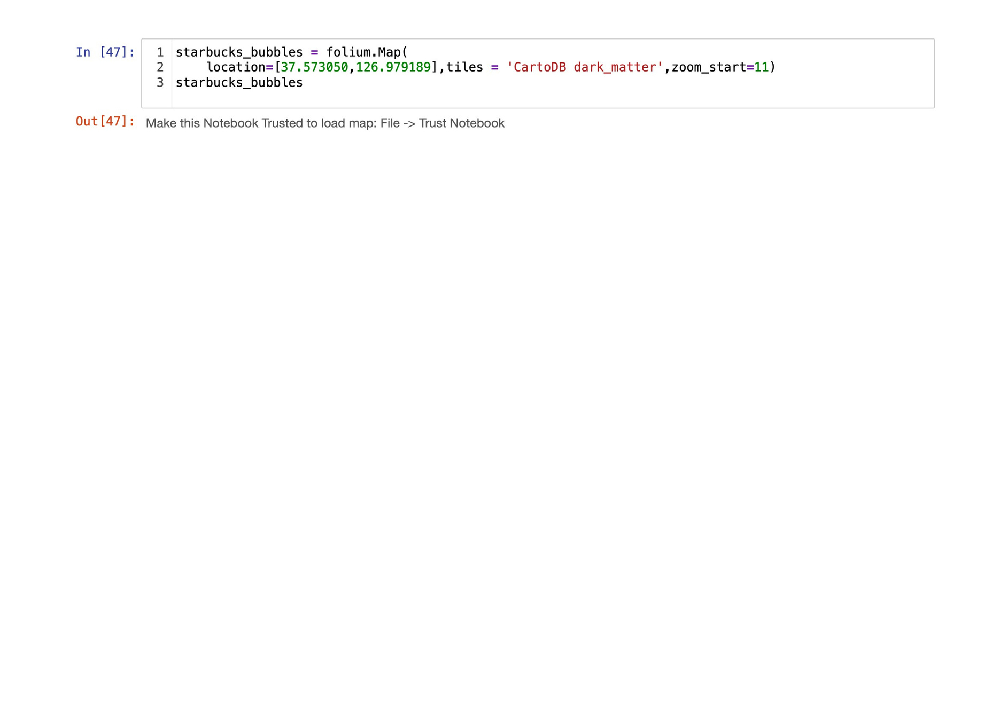 In [47]:
1 starbucks_bubbles = folium.Map(
2     location=[37.573050,126.979189],tiles = 'CartoDB dark_matter',zoom_start=11)
3 starbucks_bubbles
Out[47]: Make this Notebook Trusted to load map: File -> Trust Notebook